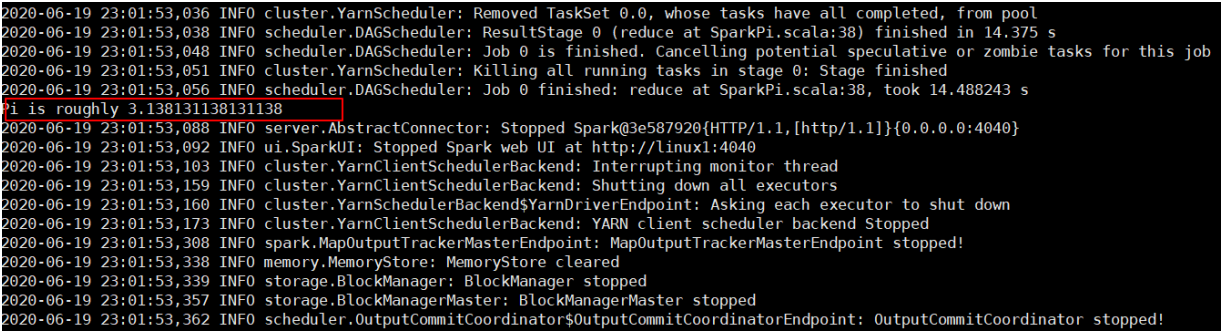 2020-06-19 23:01:53,036 INFO cluster.YarnScheduler: Removed TaskSet 0.0, whose tasks have all completed, from pool
2020-06-19 23:01:53,038 INFO scheduler.DAGScheduler: ResultStage 0 (reduce at SparkPi.scala:38) finished in 14.375 s
2020-06-19 23:01:53,048 INFO scheduler.DAGScheduler: Job 0 is finished. Cancelling potential speculative or zombie tasks for this job
2020-06-19 23:01:53,051 INFO cluster.YarnScheduler: Killing all running tasks in stage 0: Stage finished
2020-06-19 23:01:53,056 INFO scheduler.DAGScheduler: Job 0 finished: reduce at SparkPi.scala:38, took 14.488243 s
Pi is roughly 3.138131138131138
2020-06-19 23:01:53,088 INFO server.AbstractConnector: Stopped Spark@3e587920{HTTP/1.1,[http/1.1]}{0.0.0.0:4040}
2020-06-19 23:01:53,092 INFO ui.SparkUI: Stopped Spark web UI at http://linux1:4040
2020-06-19 23:01:53,103 INFO cluster.YarnClientSchedulerBackend: Interrupting monitor thread
2020-06-19 23:01:53,159 INFO cluster.YarnClientSchedulerBackend: Shutting down all executors
2020-06-19 23:01:53,160 INFO cluster.YarnSchedulerBackend$YarnDriverEndpoint: Asking each executor to shut down
2020-06-19 23:01:53,173 INFO cluster.YarnClientSchedulerBackend: YARN client scheduler backend Stopped
2020-06-19 23:01:53,308 INFO spark.MapOutputTrackerMasterEndpoint: MapOutputTrackerMasterEndpoint stopped!
2020-06-19 23:01:53,338 INFO memory.MemoryStore: MemoryStore cleared
2020-06-19 23:01:53,339 INFO storage.BlockManager: BlockManager stopped
2020-06-19 23:01:53,357 INFO storage.BlockManagerMaster: BlockManagerMaster stopped
2020-06-19 23:01:53,362 INFO scheduler.OutputCommitCoordinator$OutputCommitCoordinatorEndpoint: OutputCommitCoordinator stopped!